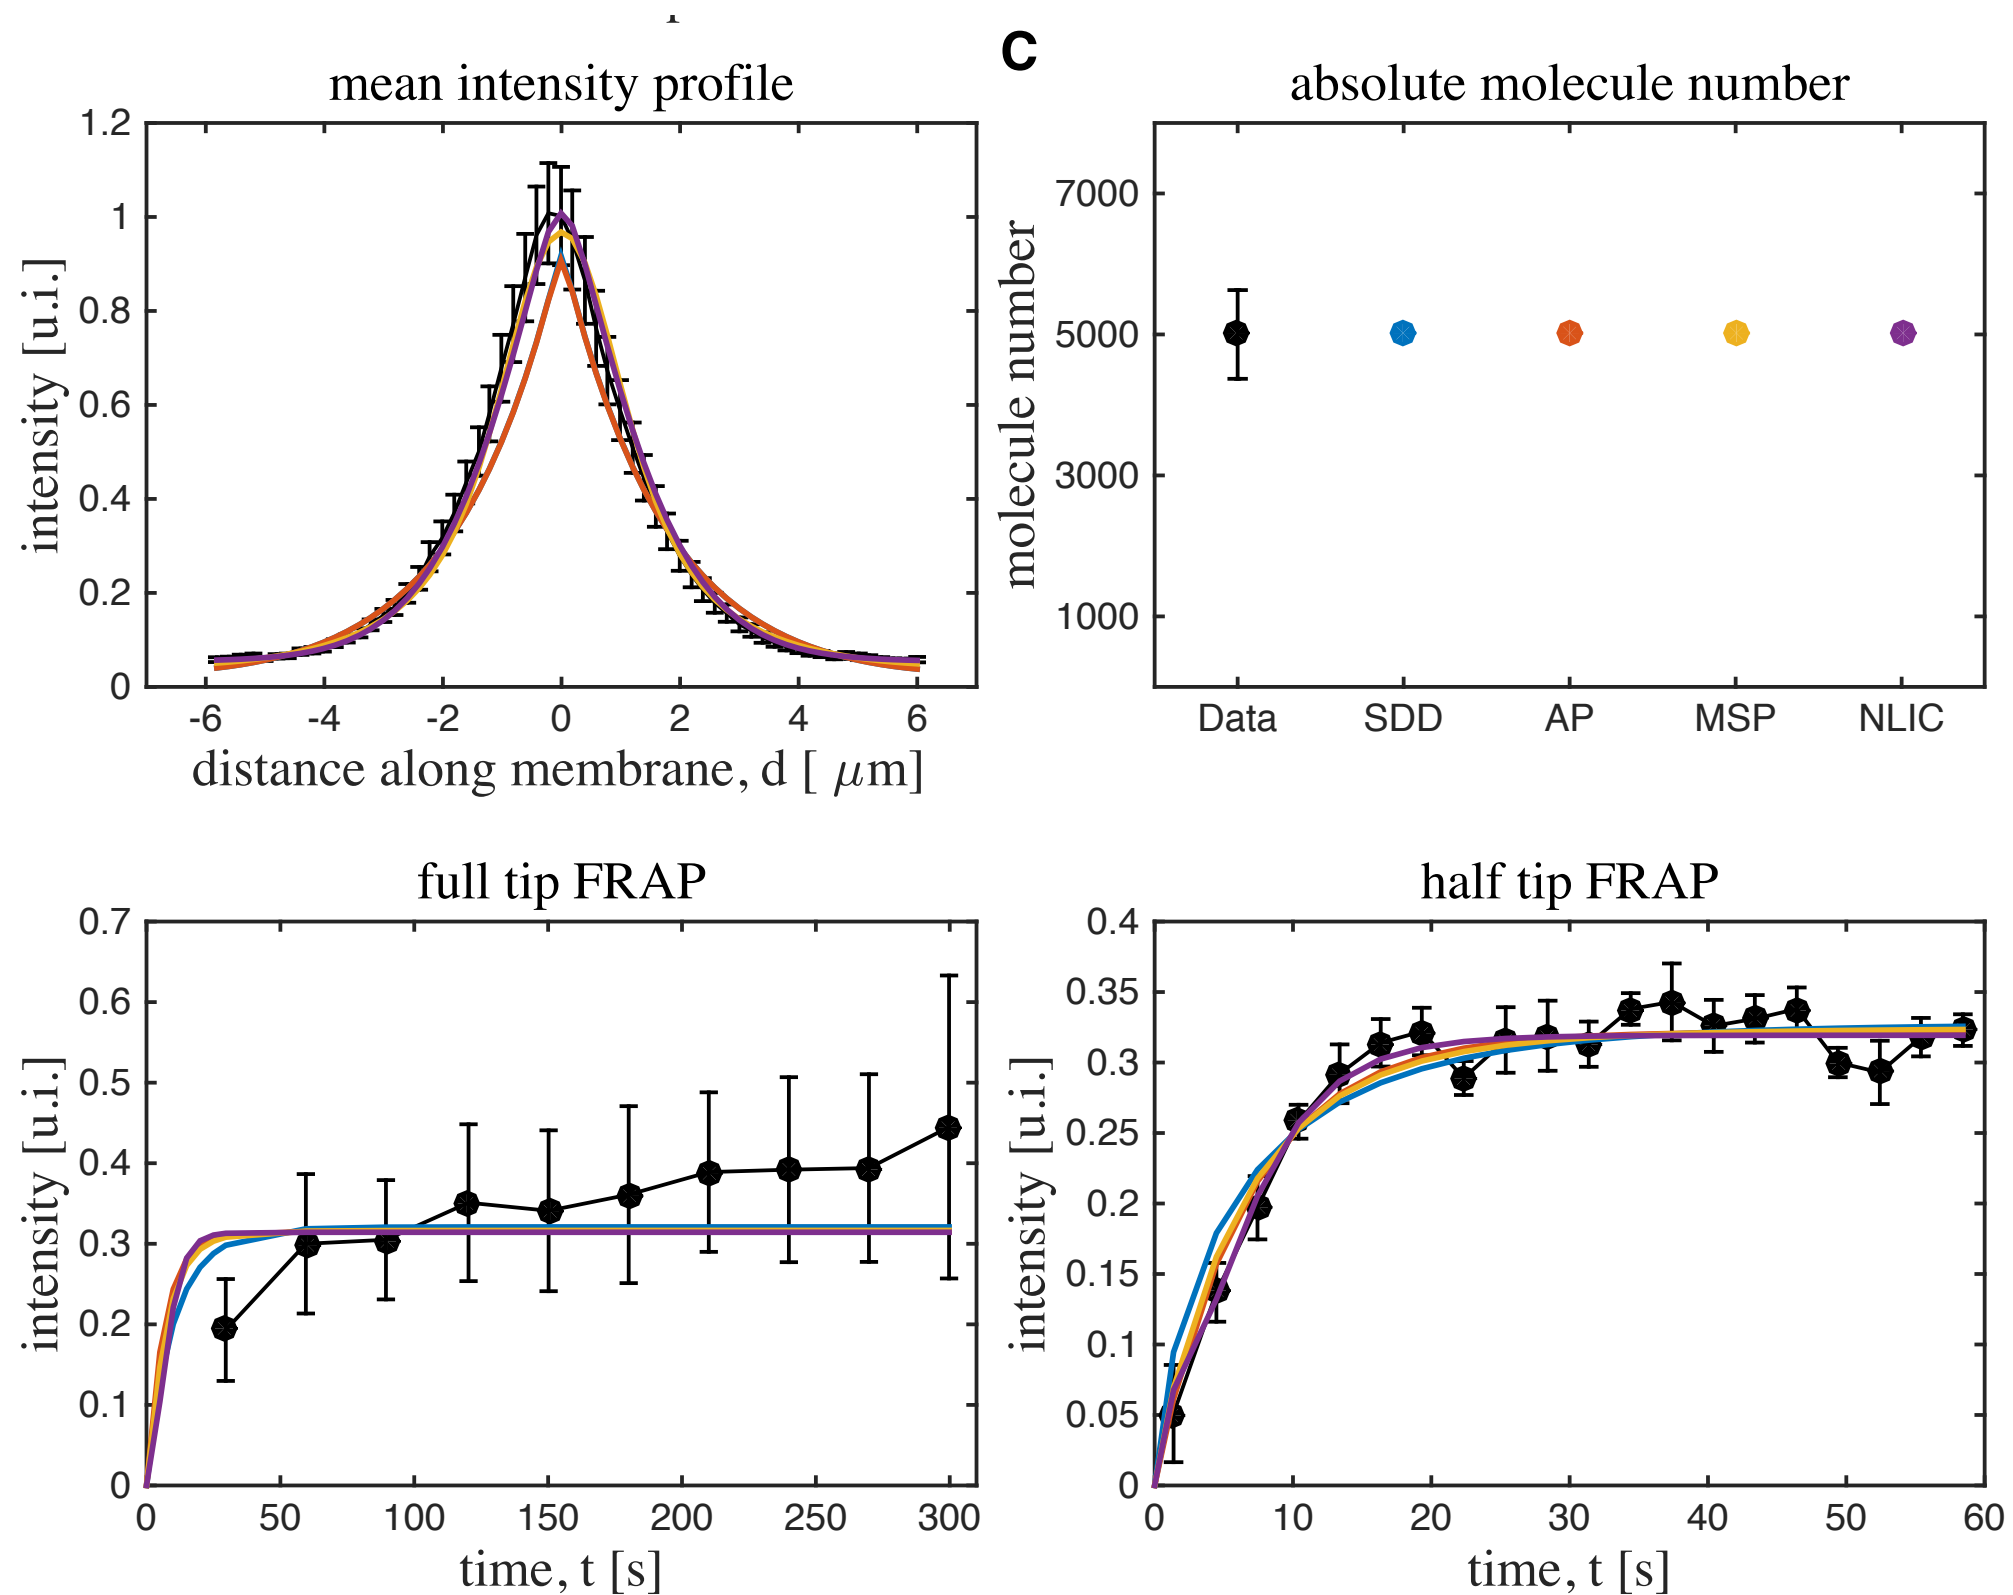 C
mean intensity profile
1.2
1
0.8
0.6
0.4
0.2
0
-6 -4 -2 0 2 4 6
intensity [u.i.]
distance along membrane, d [ μm]
absolute molecule number
7000
5000
3000
1000
Data SDD AP MSP NLIC
molecule number
full tip FRAP
0.7
0.6
0.5
0.4
0.3
0.2
0.1
0
0 50 100 150 200 250 300
intensity [u.i.]
time, t [s]
half tip FRAP
0.4
0.35
0.3
0.25
0.2
0.15
0.1
0.05
0
0 10 20 30 40 50 60
intensity [u.i.]
time, t [s]